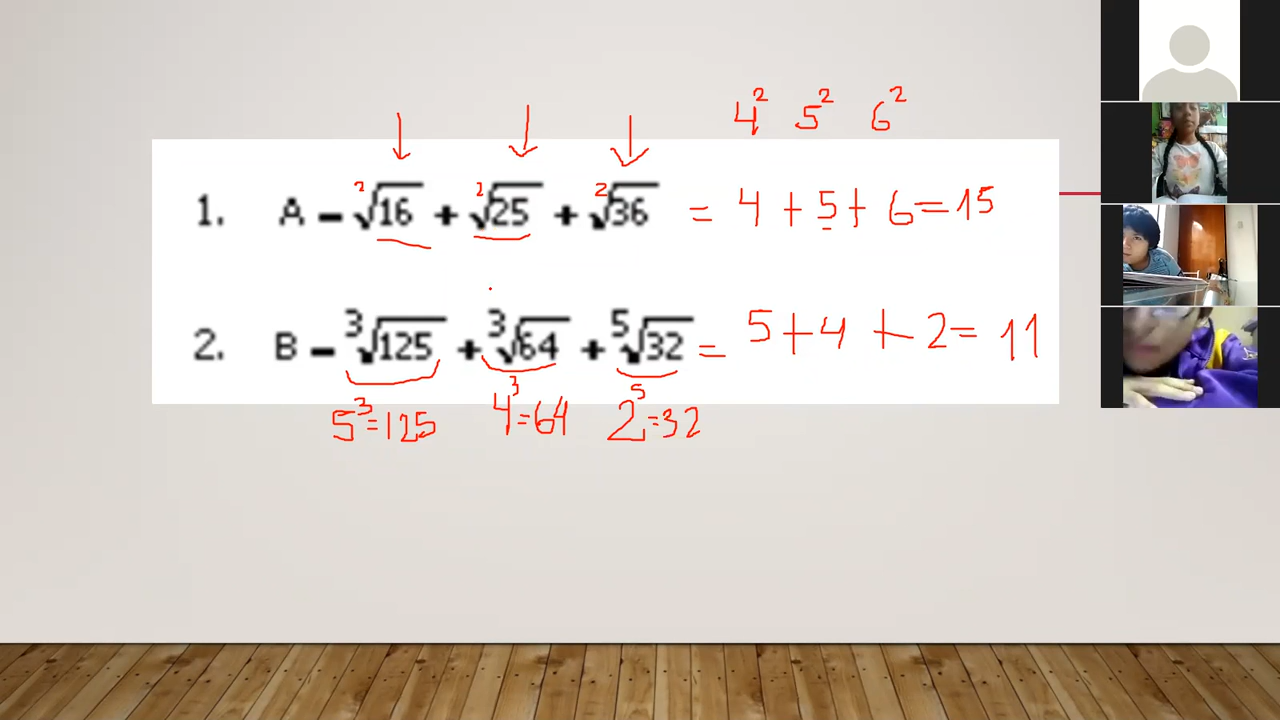 4² 5² 6²
1. A = ²√16 + ²√25 + ²√36 = 4 + 5 + 6 = 15
2. B = ³√125 + ³√64 + ⁵√32 = 5 + 4 + 2 = 11
5³=125 4³=64 2⁵=32